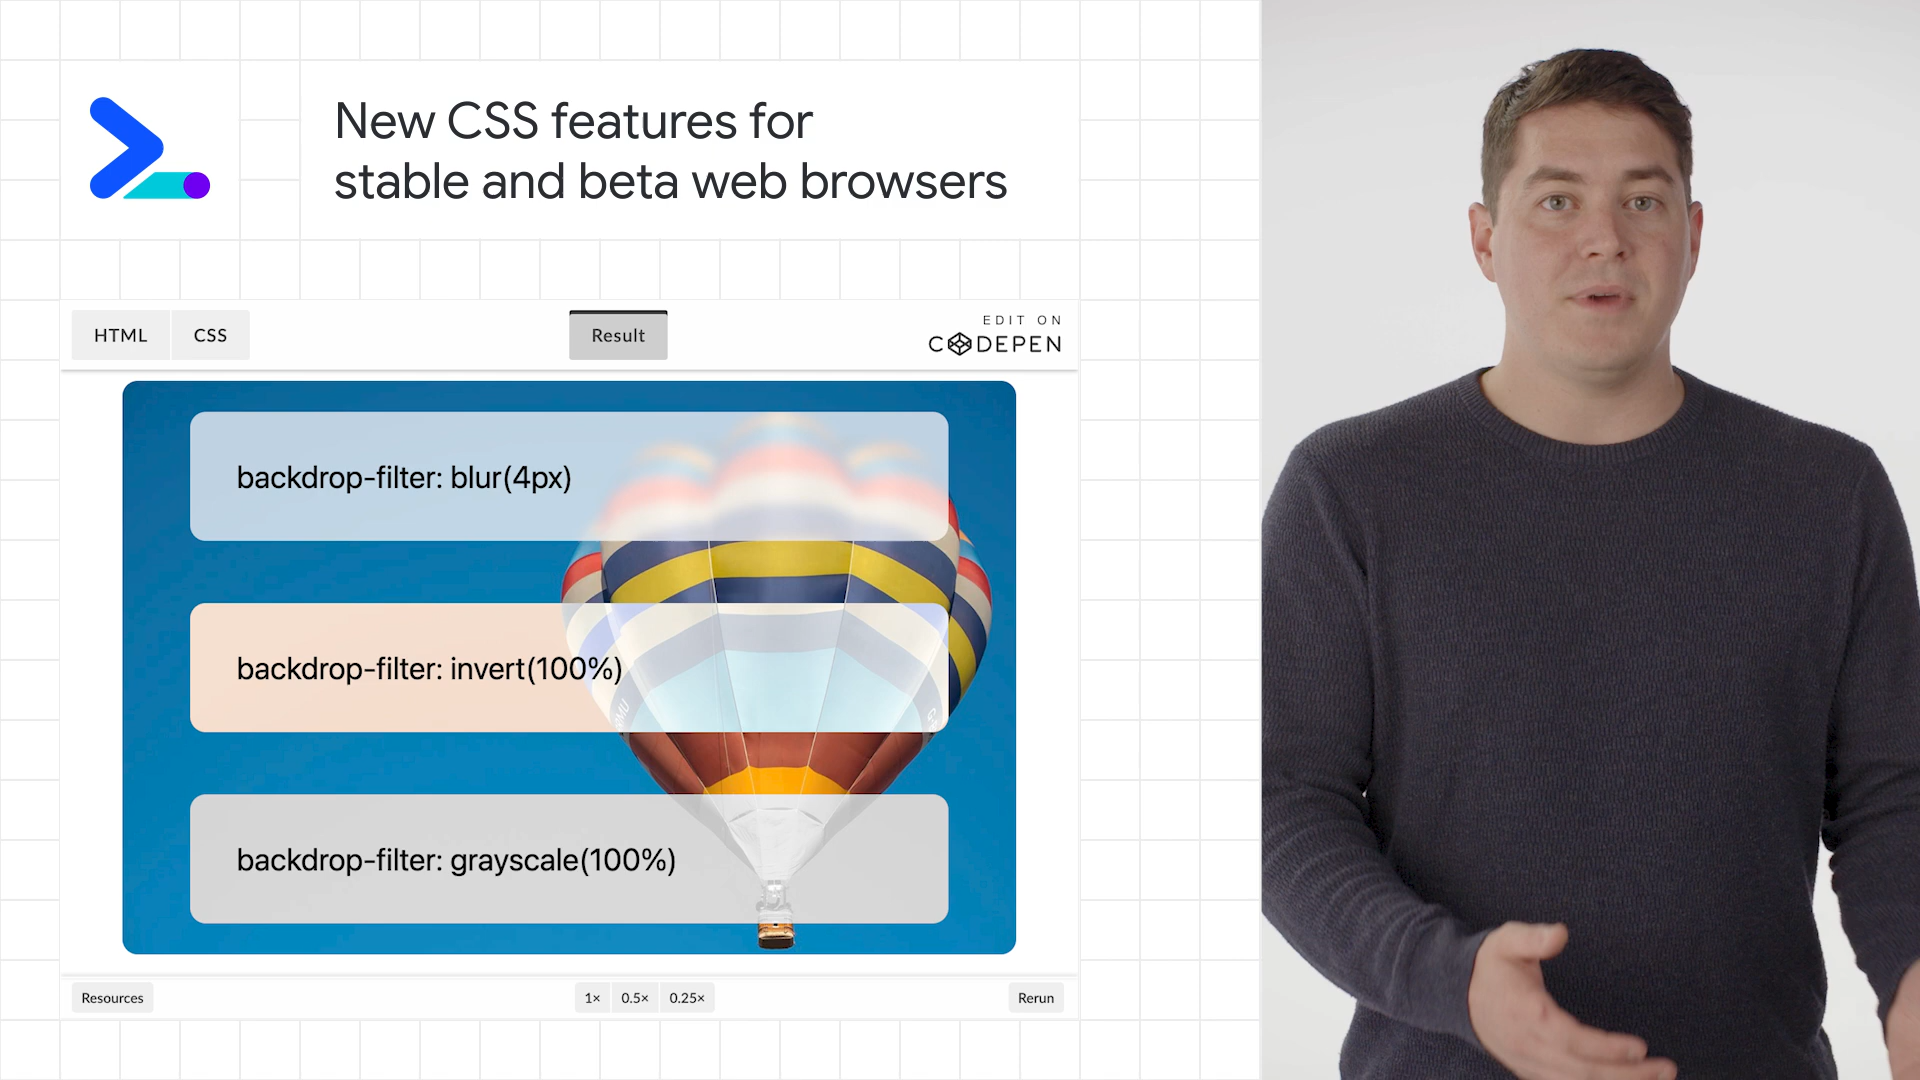 New CSS features for
stable and beta web browsers
HTML CSS Result EDIT ON
CODEPEN
backdrop-filter: blur(4px)
backdrop-filter: invert(100%)
backdrop-filter: grayscale(100%)
Resources 1× 0.5× 0.25× Rerun